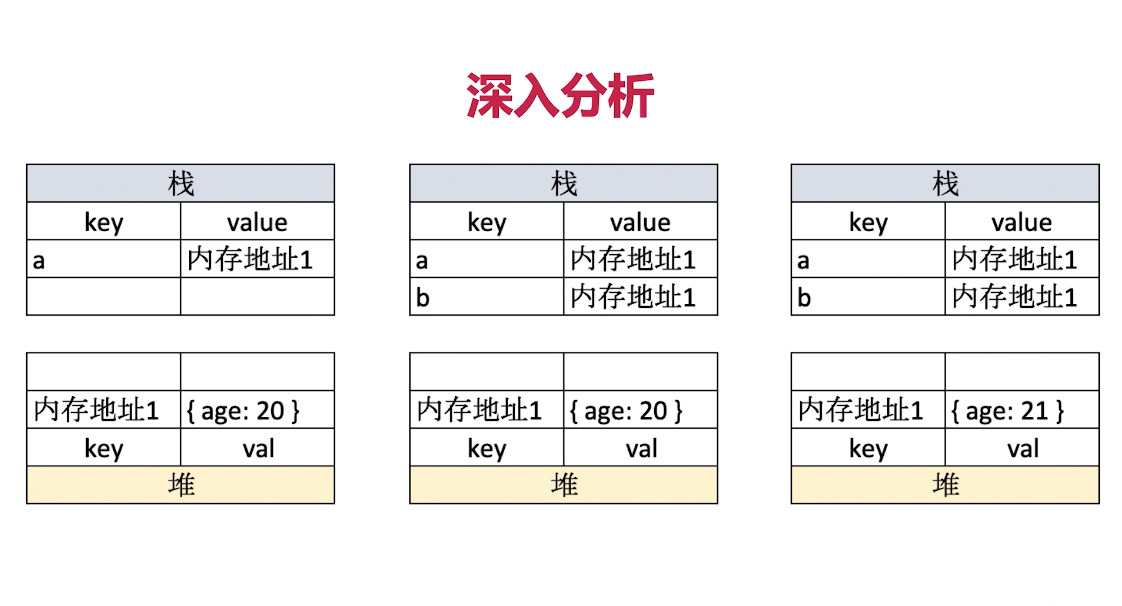 深入分析
栈
key value
a 内存地址1
内存地址1 { age: 20 }
key val
堆
栈
key value
a 内存地址1
b 内存地址1
内存地址1 { age: 20 }
key val
堆
栈
key value
a 内存地址1
b 内存地址1
内存地址1 { age: 21 }
key val
堆